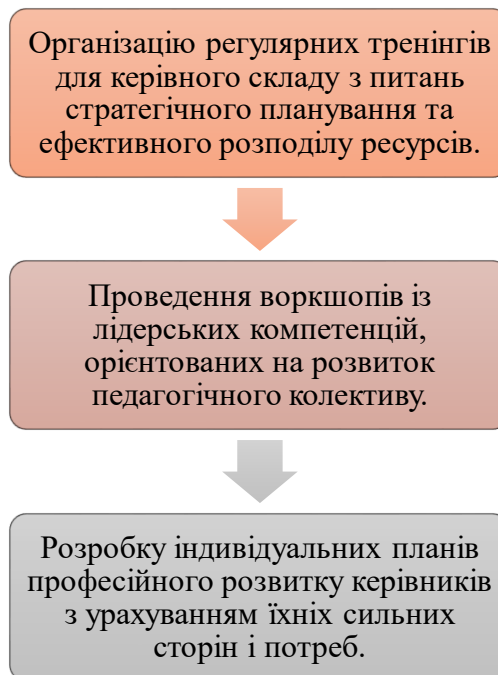 Організацію регулярних тренінгів
для керівного складу з питань
стратегічного планування та
ефективного розподілу ресурсів.
Проведення воркшопів із
лідерських компетенцій,
орієнтованих на розвиток
педагогічного колективу.
Розробку індивідуальних планів
професійного розвитку керівників
з урахуванням їхніх сильних
сторін і потреб.